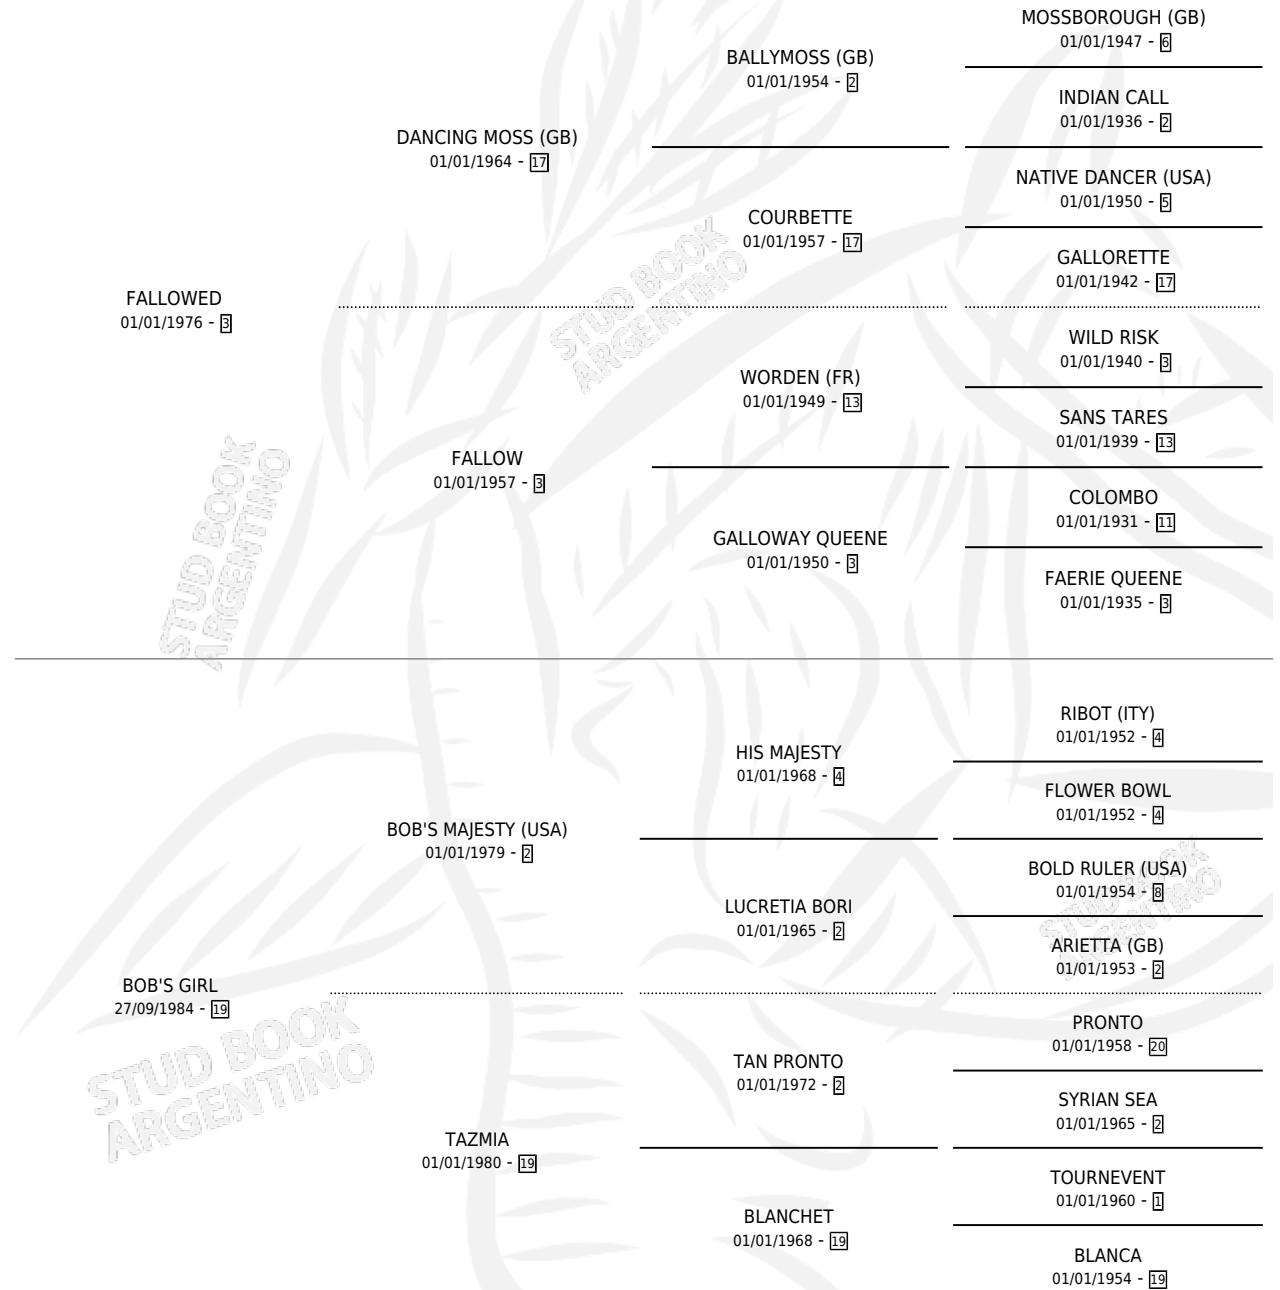 MOSSBOROUGH (GB)
01/01/1947 - 6
BALLYMOSS (GB)
01/01/1954 - 2
INDIAN CALL
01/01/1936 - 2
DANCING MOSS (GB)
01/01/1964 - 17
NATIVE DANCER (USA)
01/01/1950 - 5
COURBETTE
01/01/1957 - 17
GALLORETTE
01/01/1942 - 17
FALLOWED
01/01/1976 - 3
WILD RISK
01/01/1940 - 3
WORDEN (FR)
01/01/1949 - 13
SANS TARES
01/01/1939 - 13
FALLOW
01/01/1957 - 3
COLOMBO
01/01/1931 - 11
GALLOWAY QUEENE
01/01/1950 - 3
FAERIE QUEENE
01/01/1935 - 3
STUD BOOK
ARGENTINO
STUD BOOK
ARGENTINO
RIBOT (ITY)
01/01/1952 - 4
HIS MAJESTY
01/01/1968 - 4
FLOWER BOWL
01/01/1952 - 4
BOB'S MAJESTY (USA)
01/01/1979 - 2
BOLD RULER (USA)
01/01/1954 - 8
LUCRETIA BORI
01/01/1965 - 2
ARIETTA (GB)
01/01/1953 - 2
STUD BOOK
ARGENTINO
BOB'S GIRL
27/09/1984 - 19
PRONTO
01/01/1958 - 20
TAN PRONTO
01/01/1972 - 2
SYRIAN SEA
01/01/1965 - 2
TAZMIA
01/01/1980 - 19
TOURNEVENT
01/01/1960 - 1
BLANCHET
01/01/1968 - 19
BLANCA
01/01/1954 - 19
STUD BOOK
ARGENTINO